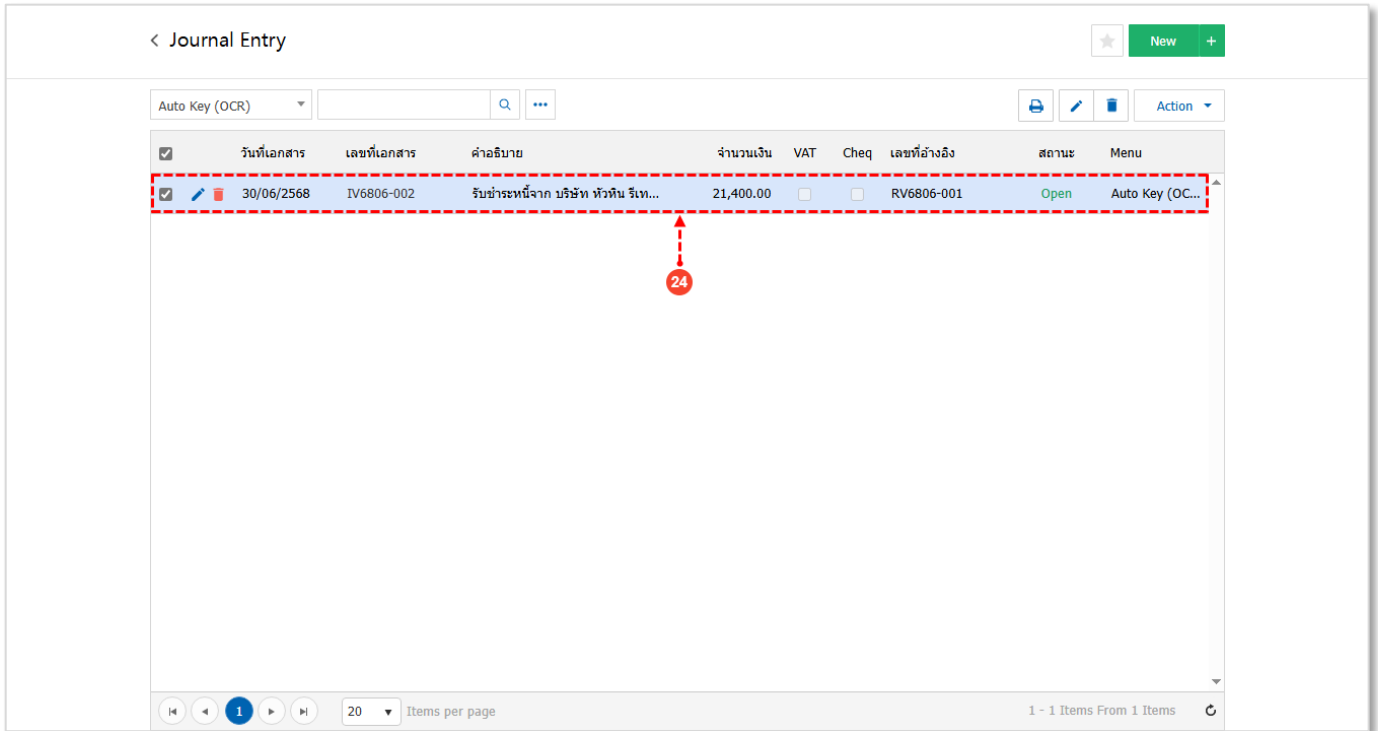 Journal Entry
New +
Auto Key (OCR)
Action
วันที่เอกสาร เลขที่เอกสาร คำอธิบาย จำนวนเงิน VAT Cheq เลขที่อ้างอิง สถานะ Menu
30/06/2568 IV6806-002 รับชำระหนี้จาก บริษัท หัวหิน รีเท... 21,400.00 RV6806-001 Open Auto Key (OC...
24
1 20 Items per page 1 - 1 Items From 1 Items